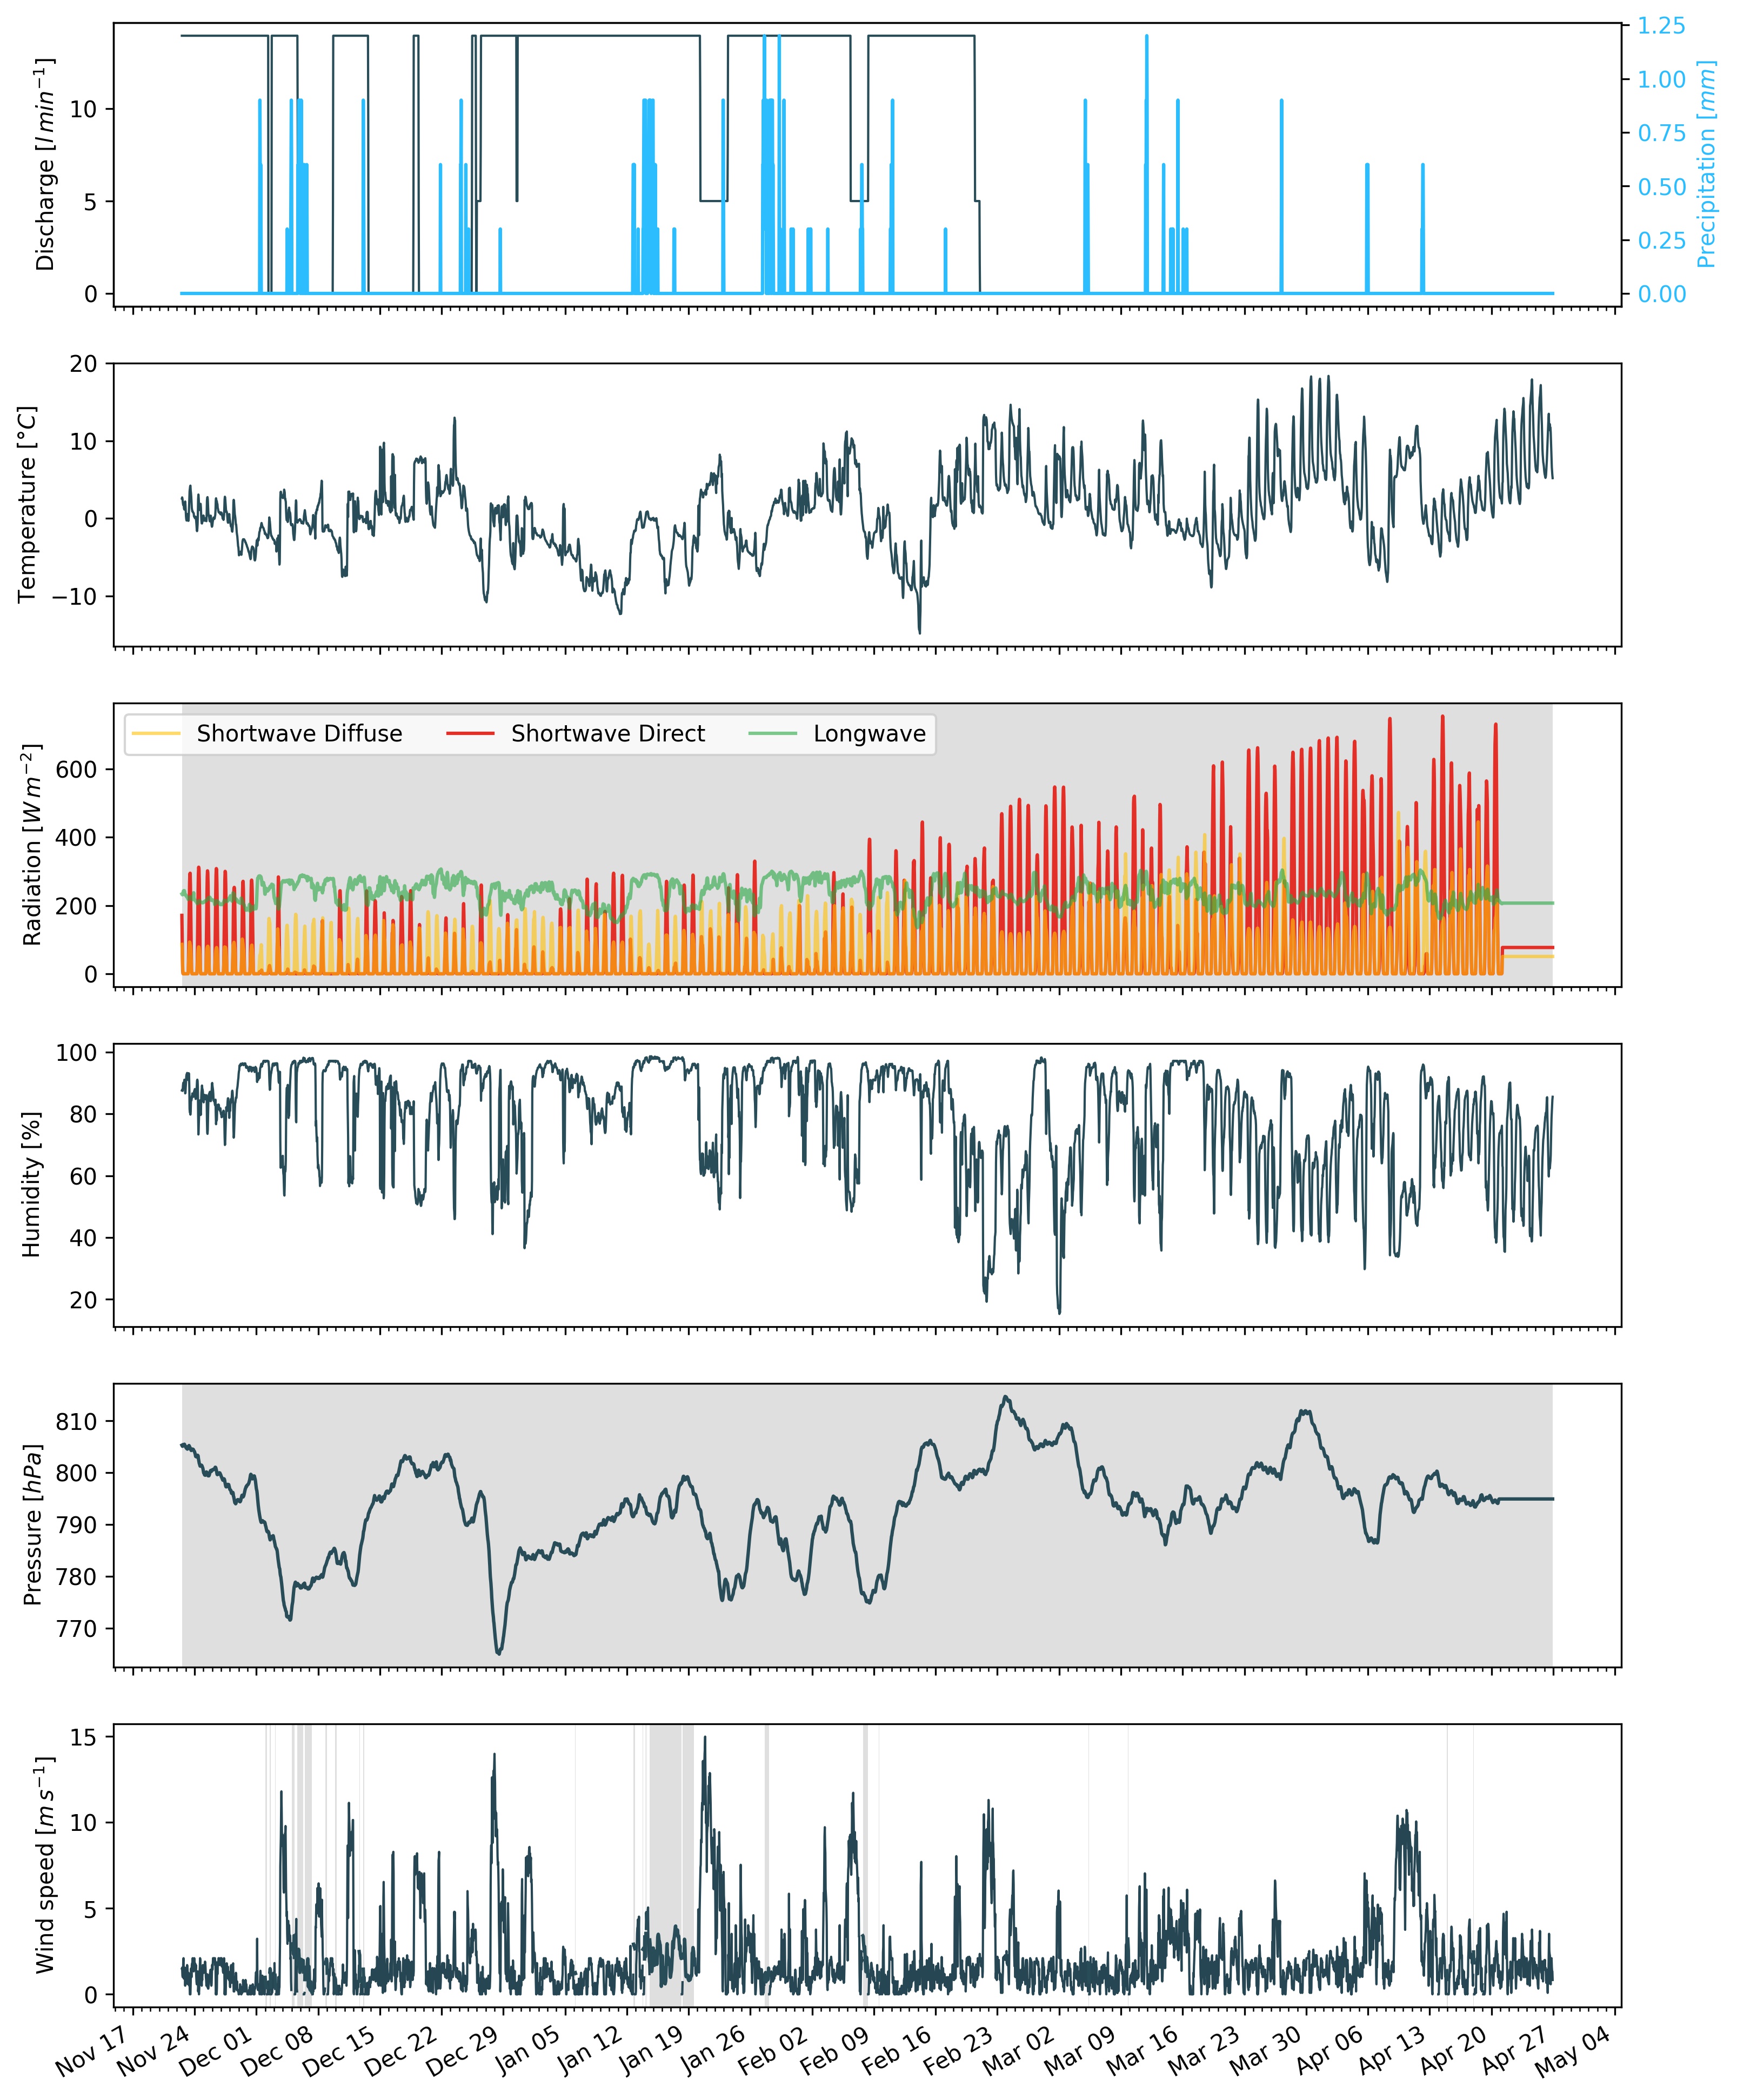 Discharge [l min⁻¹]
10
5
0
1.25
1.00
0.75
0.50
0.25
0.00
Precipitation [mm]
Temperature [°C]
20
10
0
−10
Radiation [W m⁻²]
600
400
200
0
Shortwave Diffuse
Shortwave Direct
Longwave
Humidity [%]
100
80
60
40
20
Pressure [hPa]
810
800
790
780
770
Wind speed [m s⁻¹]
15
10
5
0
Nov 17
Nov 24
Dec 01
Dec 08
Dec 15
Dec 22
Dec 29
Jan 05
Jan 12
Jan 19
Jan 26
Feb 02
Feb 09
Feb 16
Feb 23
Mar 02
Mar 09
Mar 16
Mar 23
Mar 30
Apr 06
Apr 13
Apr 20
Apr 27
May 04